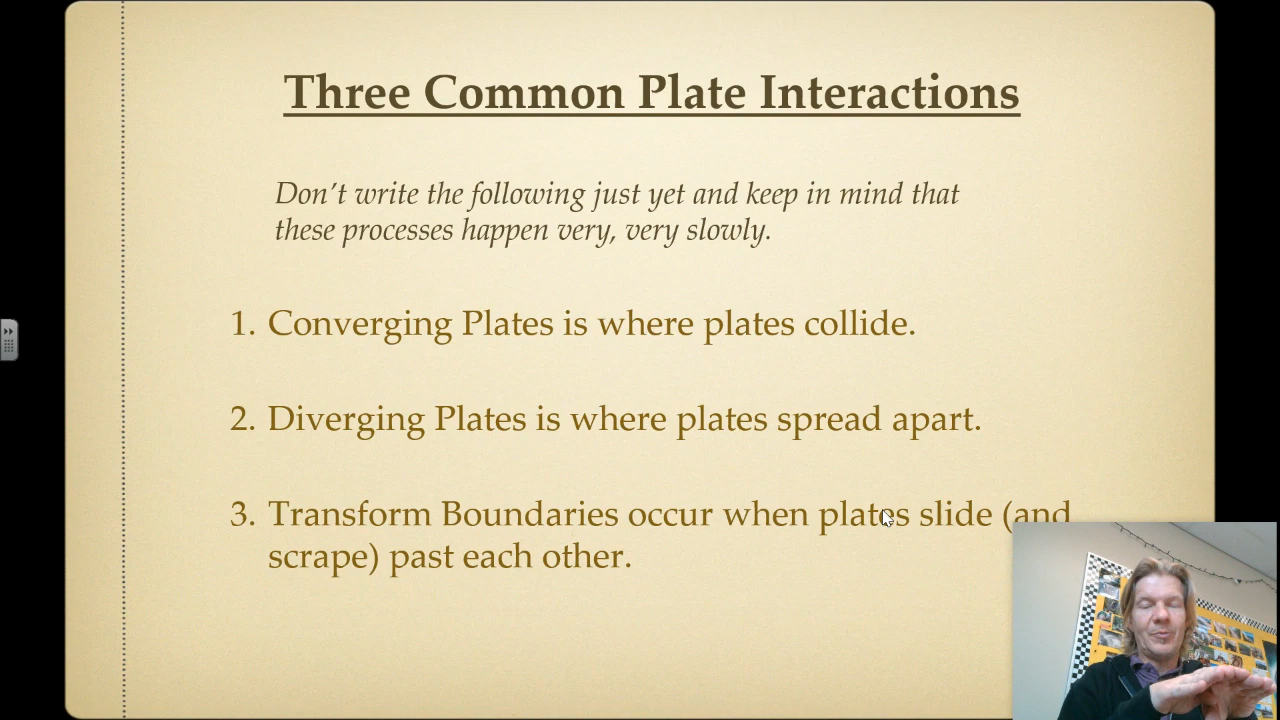 Three Common Plate Interactions
Don’t write the following just yet and keep in mind that
these processes happen very, very slowly.
1. Converging Plates is where plates collide.
2. Diverging Plates is where plates spread apart.
3. Transform Boundaries occur when plates slide (and
scrape) past each other.